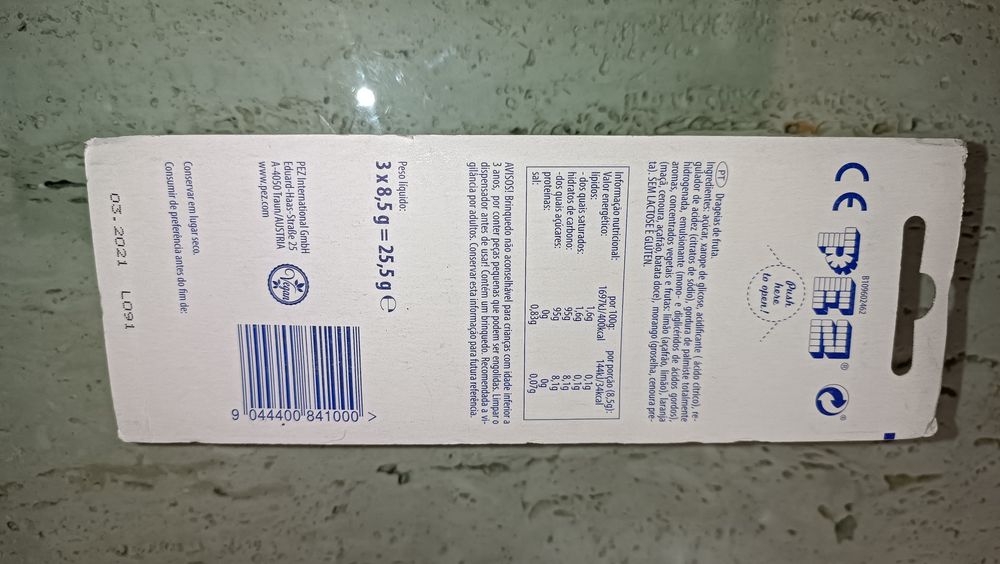 B109602462
CE PEZ®
Push
here
to open!
PT Drageias de fruta.
Ingredientes: açúcar, xarope de glicose, acidificante ( ácido cítrico), re-
gulador de acidez (citratos de sódio), gordura de palmiste totalmente
hidrogenada, emulsionante (mono- e diglicéridos de ácidos gordos),
aromas, concentrados vegetais e frutas: limão (açafrão, limão), laranja
(maçã, cenoura, açafrão, batata doce), morango (groselha, cenoura pre-
ta). SEM LACTOSE E GLÚTEN.
Informação nutricional: por 100g: por porção (8,5g):
Valor energético: 1697kJ/400kcal 144kJ/34kcal
lípidos: 1,6g 0,1g
- dos quais saturados: 1,6g 0,1g
hidratos de carbono: 95g 8,1g
-dos quais açúcares: 95g 8,1g
proteínas: 0g 0g
sal: 0,83g 0,07g
AVISOS! Brinquedo não aconselhável para crianças com idade inferior a
3 anos, por conter peças pequenas que podem ser engolidas. Limpar o
dispensador antes de usar! Contém um brinquedo. Recomendada a vi-
gilância por adultos. Conservar esta informação para futura referência.
Peso líquido:
3 x 8,5 g = 25,5 g ℮
PEZ International GmbH
Eduard-Haas-Straße 25
A-4050 Traun/AUSTRIA
www.pez.com
Vegan
9 044400 841000 >
Conservar em lugar seco.
Consumir de preferência antes do fim de:
03.2021 L091